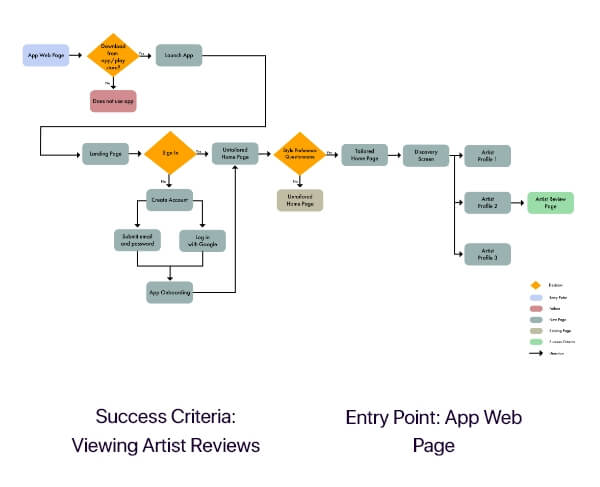 App Web Page
Download
from
app/play
store?
Yes
Launch App
No
Does not use app
Landing Page
Sign In
Yes
Untailored
Home Page
Style Preference
Questionnaire
Yes
Tailored
Home Page
Discovery
Screen
Artist
Profile 1
No
No
Create Account
Untailored
Home Page
Artist
Profile 2
Artist Review
Page
Submit email
and password
Log in
with Google
Artist
Profile 3
App Onboarding
Decision
Entry Point
Failure
New Page
Existing Page
Success Criteria
Direction
Success Criteria:
Viewing Artist Reviews
Entry Point: App Web
Page